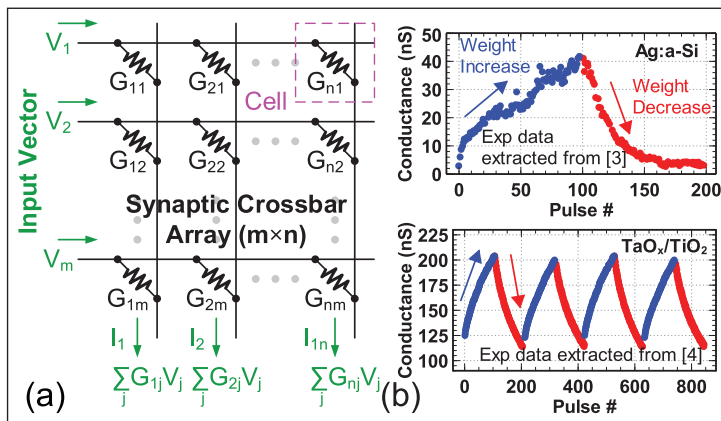 V1
G11 G21 Gn1
Cell
V2
G12 G22 Gn2
Input Vector
Synaptic Crossbar
Array (m×n)
Vm
G1m G2m Gnm
I1 I2 I1n
∑G1jVj ∑G2jVj ∑GnjVj
j j j
(a)
Conductance (nS)
50
40
30
20
10
0
Weight
Increase
Ag:a-Si
Weight
Decrease
Exp data
extracted from [3]
0 100 200
Pulse #
Conductance (nS)
225
200
175
150
125
100
TaOx/TiO2
Exp data extracted from [4]
0 200 400 600 800
Pulse #
(b)